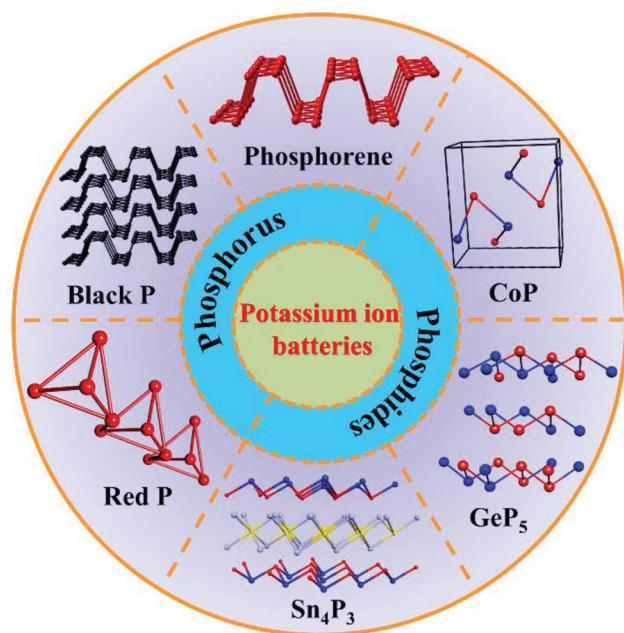 Phosphorene
Black P
CoP
Phosphorus
Potassium ion
batteries
Phosphides
Red P
GeP₅
Sn₄P₃